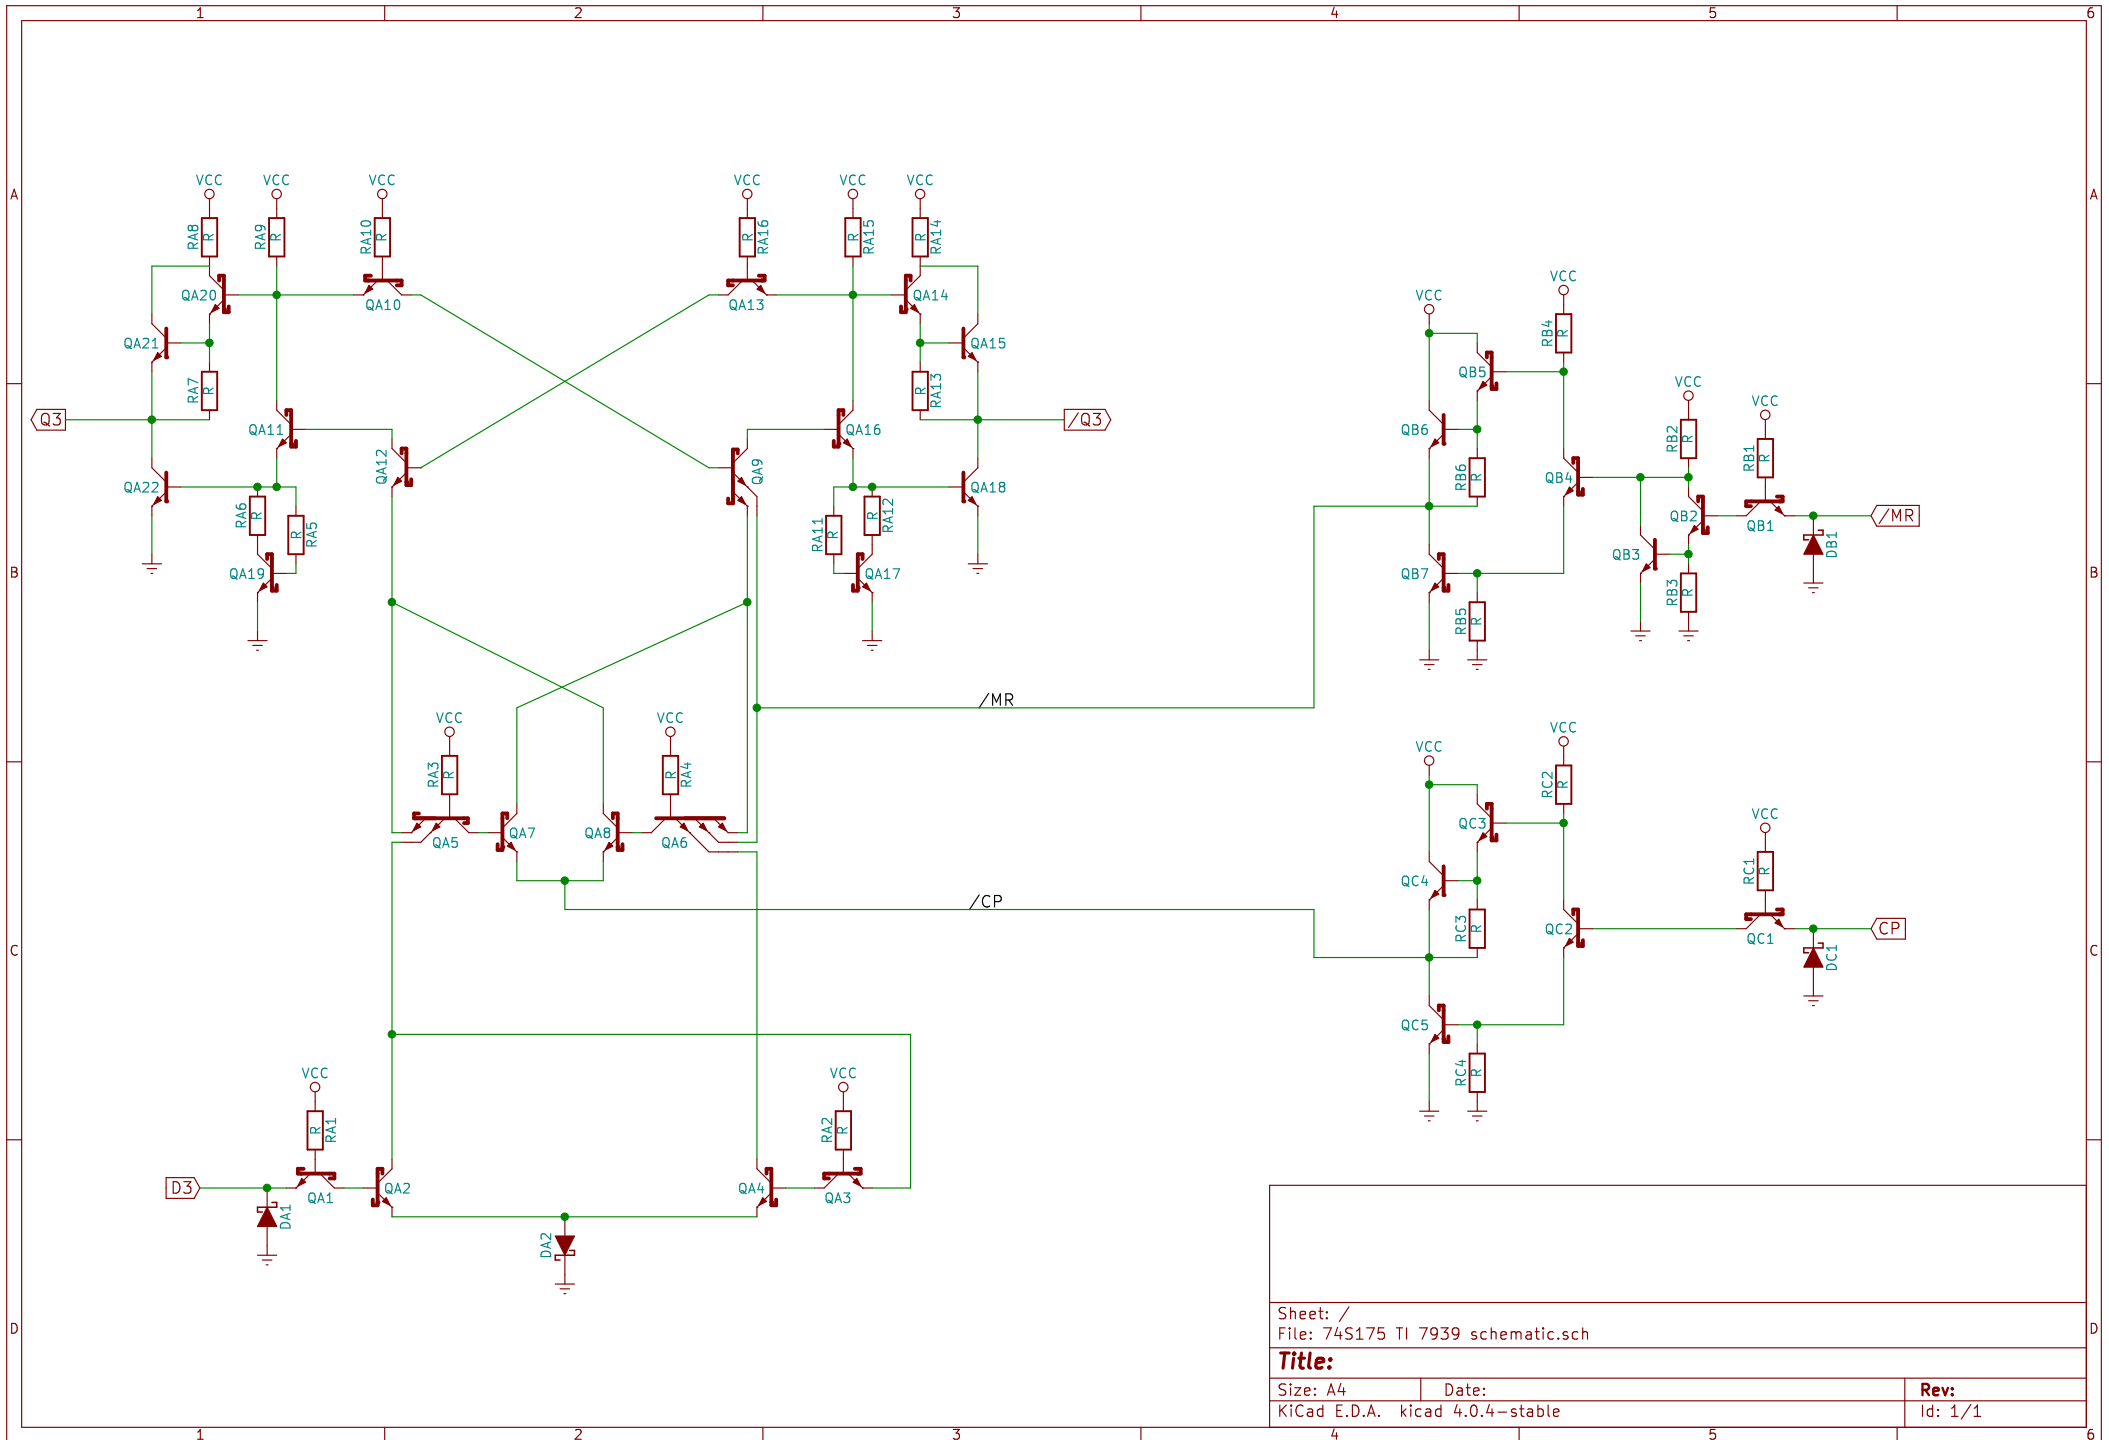 1 2 3 4 5 6
A A
VCC VCC VCC VCC VCC VCC
RA8 R RA9 R RA10 R R RA16 R RA15 R RA14
QA20 QA10 QA13 QA14
VCC VCC
RB4 R
QA21 QA15
RA7 R R RA13
QB5
VCC VCC
Q3 /Q3
QA11 QA12 QA9 QA16
QB6 RB6 R RB2 R RB1 R
QA22 QA18
QB4 QB2 QB1 /MR
RA6 R R RA5 RA11 R R RA12
QB3 DB1
B B
QA19 QA17
QB7 RB3 R
RB5 R
/MR
VCC VCC
RA3 R R RA4
VCC VCC
RC2 R
QA5 QA7 QA8 QA6
QC3
VCC
RC1 R
QC4
/CP
RC3 R QC2 QC1 CP
C C
DC1
QC5
RC4 R
VCC VCC
R RA1 RA2 R
D3 QA1 QA2 QA4 QA3
DA1 DA2
Sheet: /
File: 74S175 TI 7939 schematic.sch
D D
Title:
Size: A4 Date: Rev:
KiCad E.D.A. kicad 4.0.4-stable Id: 1/1
1 2 3 4 5 6